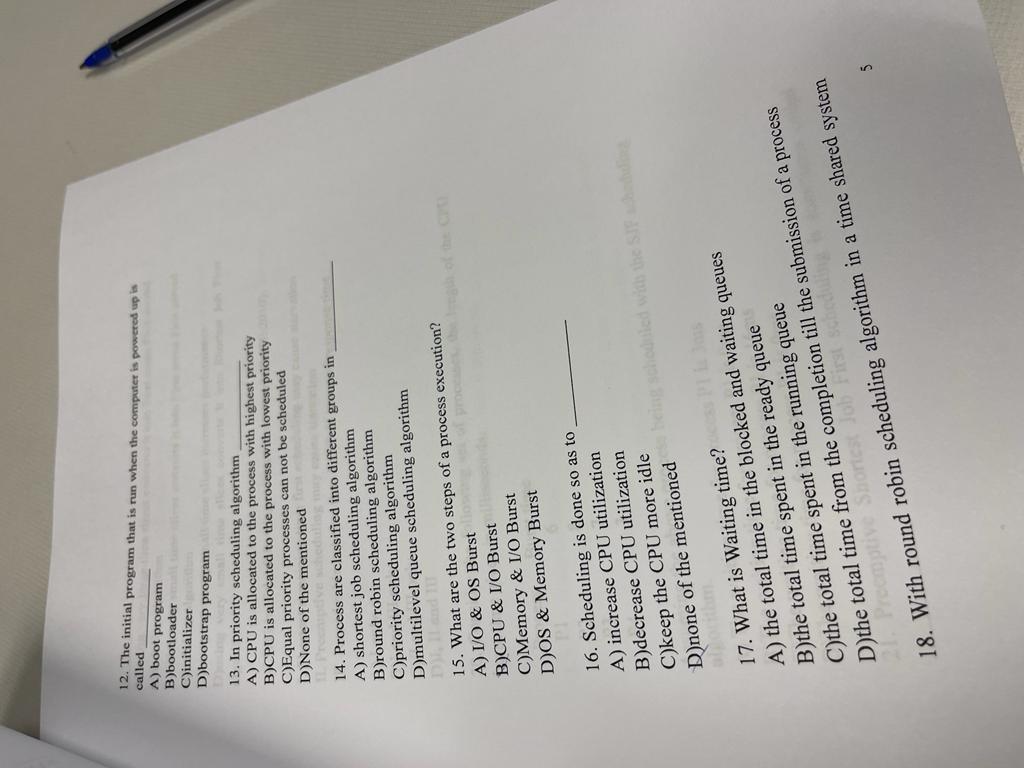 12. The initial program that is run when the computer is powered up is
called ______
A) boot program
B)bootloader
C)initializer
D)bootstrap program
13. In priority scheduling algorithm ______
A) CPU is allocated to the process with highest priority
B)CPU is allocated to the process with lowest priority
C)Equal priority processes can not be scheduled
D)None of the mentioned
14. Process are classified into different groups in ______
A) shortest job scheduling algorithm
B)round robin scheduling algorithm
C)priority scheduling algorithm
D)multilevel queue scheduling algorithm
15. What are the two steps of a process execution?
A) I/O & OS Burst
B)CPU & I/O Burst
C)Memory & I/O Burst
D)OS & Memory Burst
16. Scheduling is done so as to ______
A) increase CPU utilization
B)decrease CPU utilization
C)keep the CPU more idle
D)none of the mentioned
17. What is Waiting time?
A) the total time in the blocked and waiting queues
B)the total time spent in the ready queue
C)the total time spent in the running queue
D)the total time from the completion till the submission of a process
18. With round robin scheduling algorithm in a time shared system
5